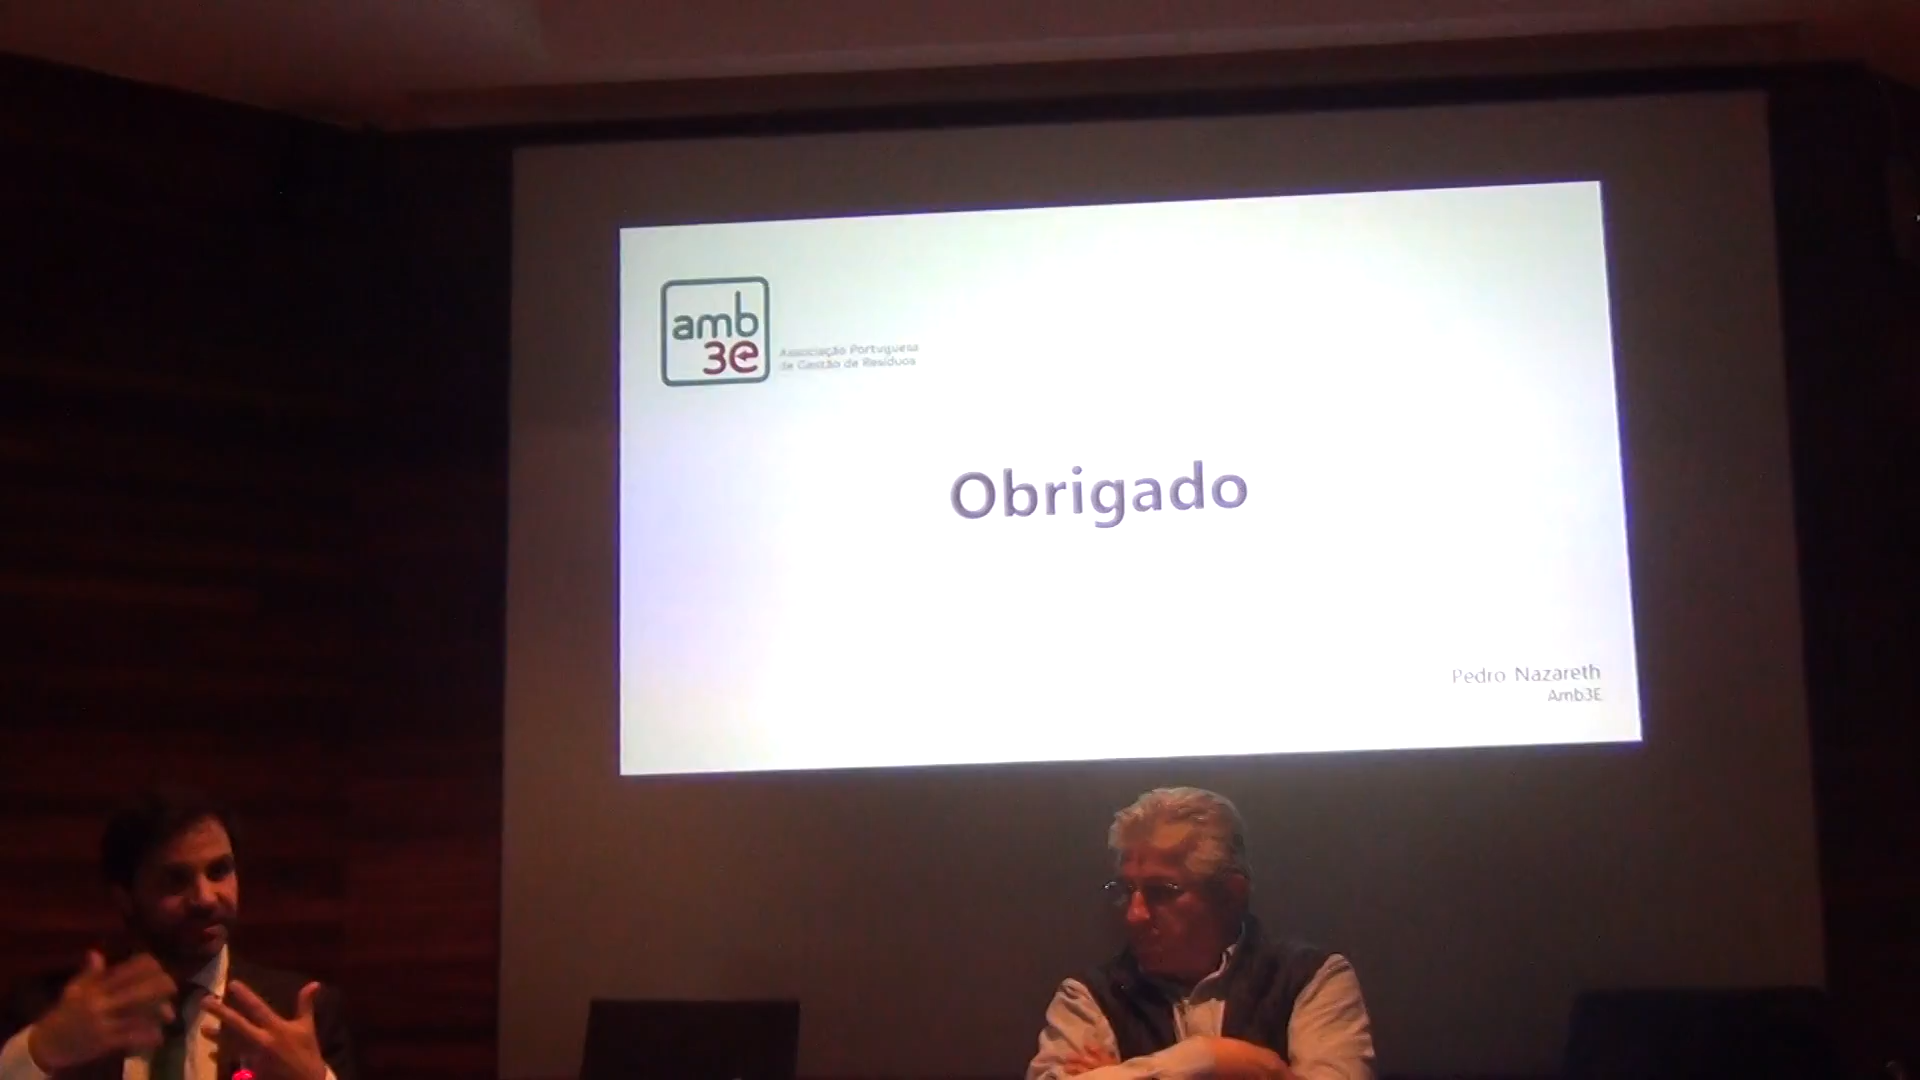 amb
3e
Associação Portuguesa
de Gestão de Resíduos
Obrigado
Pedro Nazareth
Amb3E